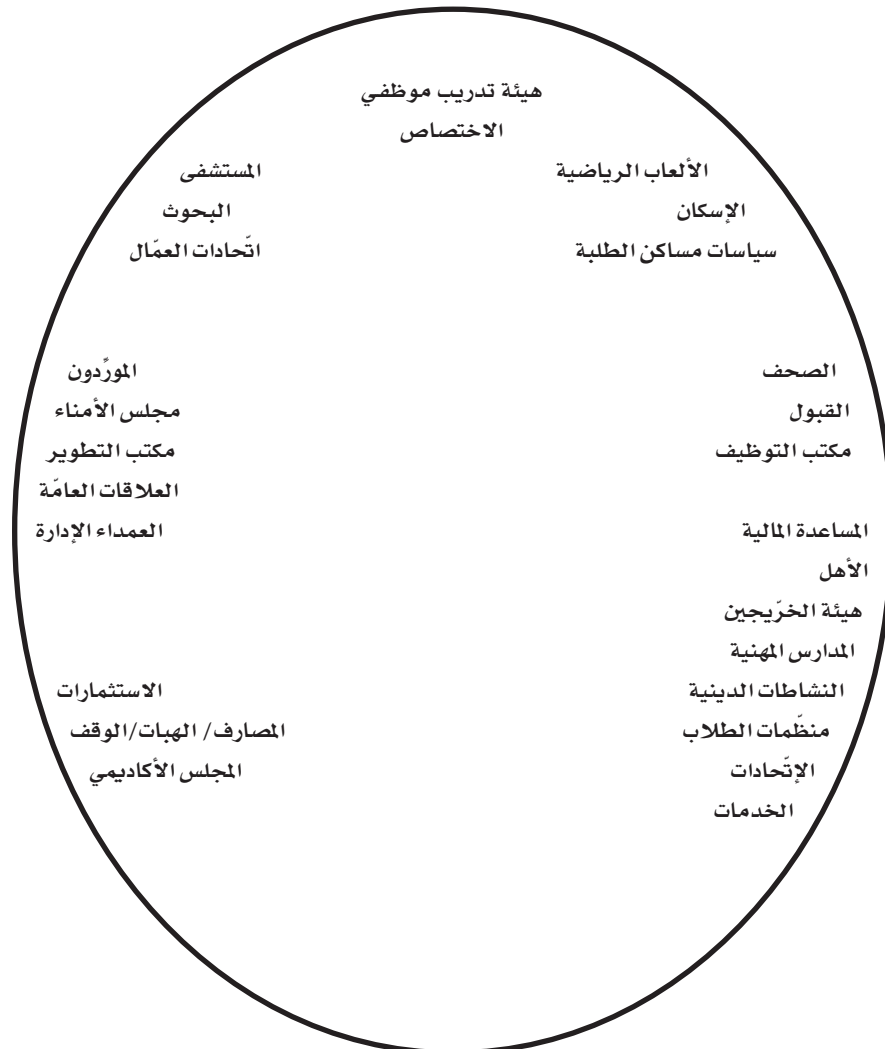 هيئة تدريب موظفي
الاختصاص
الألعاب الرياضية
الإسكان
سياسات مساكن الطلبة
المستشفى
البحوث
اتّحادات العمّال
الصحف
القبول
مكتب التوظيف
المساعدة المالية
الأهل
هيئة الخرّيجين
المدارس المهنية
النشاطات الدينية
منظّمات الطلاب
الإتّحادات
الخدمات
المورّدون
مجلس الأمناء
مكتب التطوير
العلاقات العامّة
العمداء الإدارة
الاستثمارات
المصارف/ الهبات/الوقف
المجلس الأكاديمي